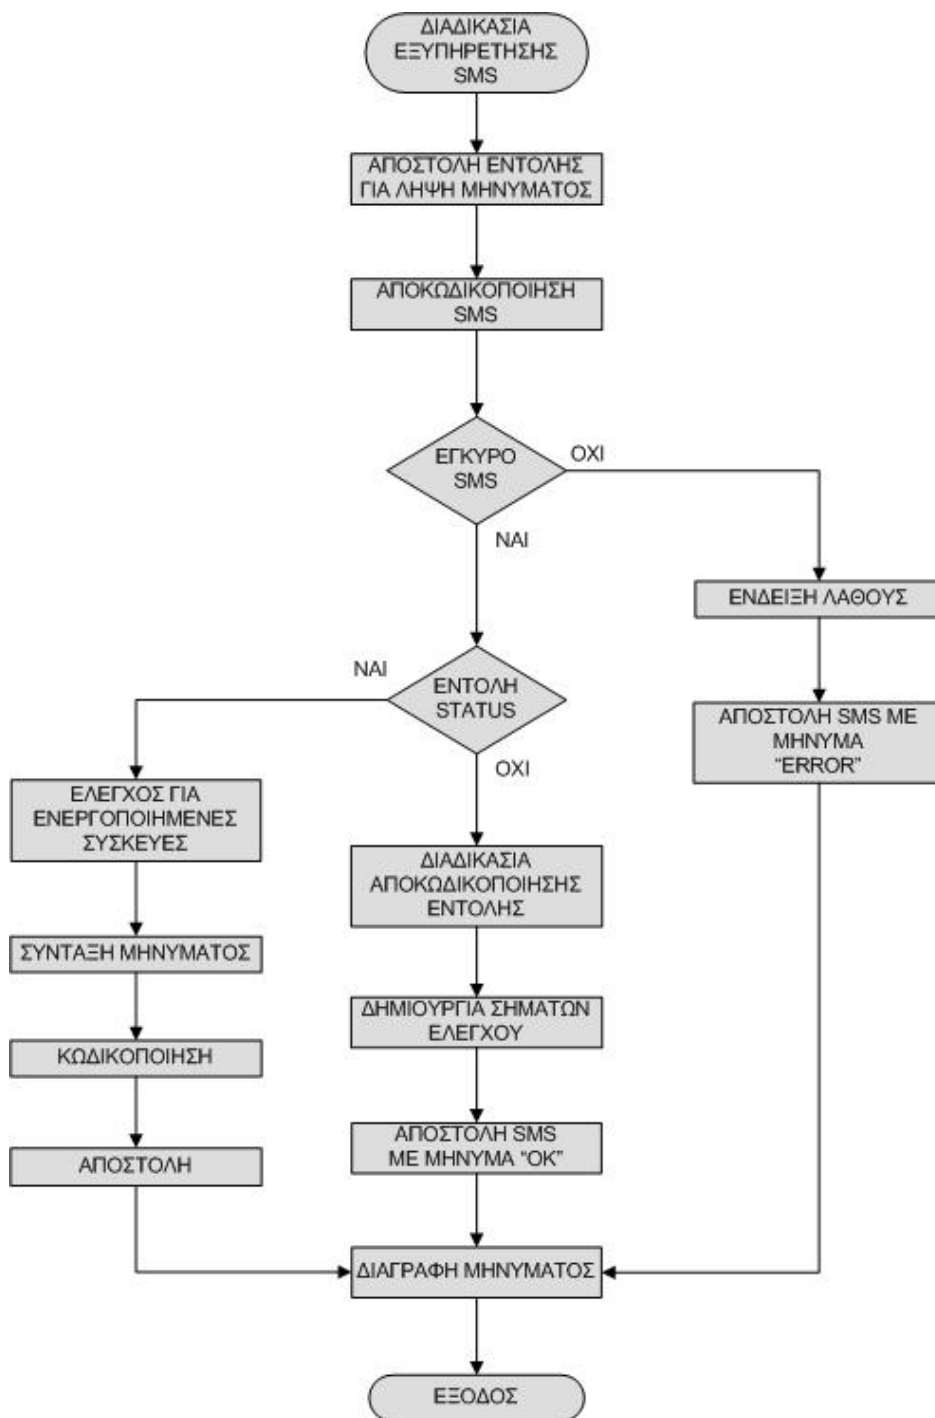 ΔΙΑΔΙΚΑΣΙΑ
ΕΞΥΠΗΡΕΤΗΣΗΣ
SMS
ΑΠΟΣΤΟΛΗ ΕΝΤΟΛΗΣ
ΓΙΑ ΛΗΨΗ ΜΗΝΥΜΑΤΟΣ
ΑΠΟΚΩΔΙΚΟΠΟΙΗΣΗ
SMS
ΕΓΚΥΡΟ
SMS
ΟΧΙ
ΝΑΙ
ΕΝΔΕΙΞΗ ΛΑΘΟΥΣ
ΑΠΟΣΤΟΛΗ SMS ΜΕ
ΜΗΝΥΜΑ
“ERROR”
ΕΝΤΟΛΗ
STATUS
ΝΑΙ
ΟΧΙ
ΕΛΕΓΧΟΣ ΓΙΑ
ΕΝΕΡΓΟΠΟΙΗΜΕΝΕΣ
ΣΥΣΚΕΥΕΣ
ΣΥΝΤΑΞΗ ΜΗΝΥΜΑΤΟΣ
ΚΩΔΙΚΟΠΟΙΗΣΗ
ΑΠΟΣΤΟΛΗ
ΔΙΑΔΙΚΑΣΙΑ
ΑΠΟΚΩΔΙΚΟΠΟΙΗΣΗΣ
ΕΝΤΟΛΗΣ
ΔΗΜΙΟΥΡΓΙΑ ΣΗΜΑΤΩΝ
ΕΛΕΓΧΟΥ
ΑΠΟΣΤΟΛΗ SMS
ΜΕ ΜΗΝΥΜΑ “OK”
ΔΙΑΓΡΑΦΗ ΜΗΝΥΜΑΤΟΣ
ΕΞΟΔΟΣ